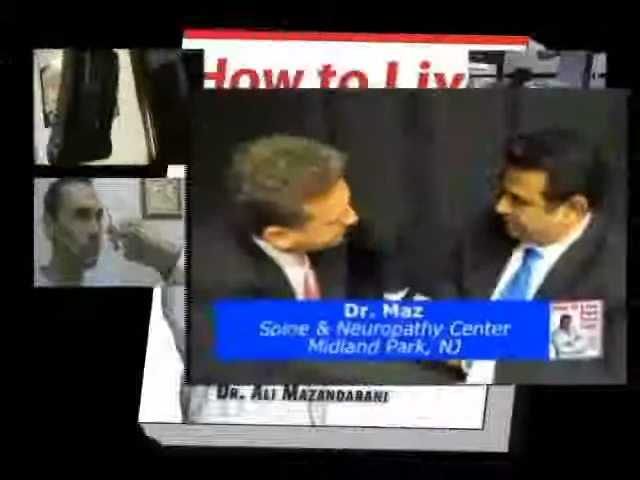 How to Liv
Dr. Maz
Spine & Neuropathy Center
Midland Park, NJ
DR. ALI MAZANDARANI